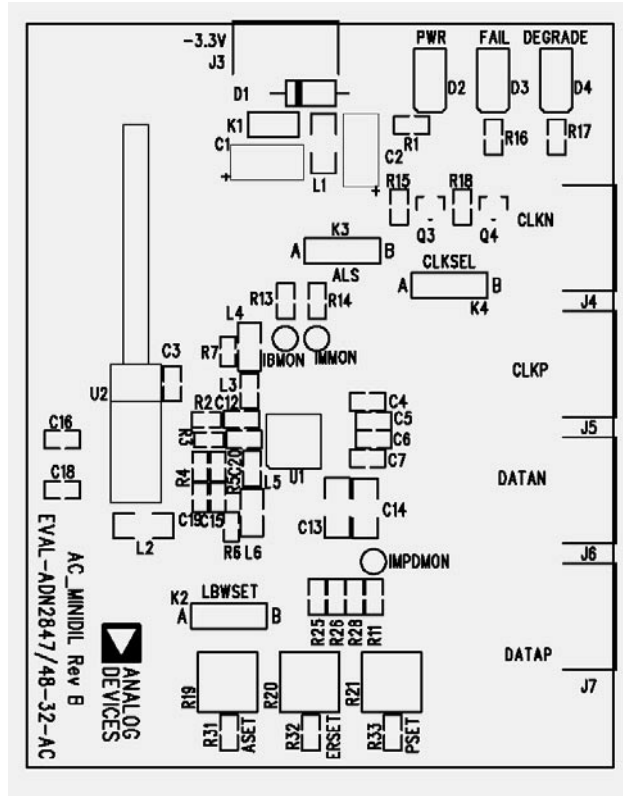 PWR FAIL DEGRADE
-3.3V
J3
D1
D2 D3 D4
K1
C1
+
L1
C2
+
R1
R16
R17
R15
R18
Q3
Q4
CLKN
K3
A B
ALS
CLKSEL
A B
K4
J4
R13
R14
L4
IBMON
IMMON
R7
C3
CLKP
L3
U2
R2
C12
C4
C5
J5
C16
R3
C6
C7
C18
R4
R5
C20
L5
U1
DATAN
C19
C15
C13
C14
L2
R6
L6
J6
IMPDMON
K2
LBWSET
A B
R25
R26
R28
R11
DATAP
J7
R19
R20
R21
R31
ASET
R32
ERSET
R33
PSET
AC_MINIDIL Rev B
EVAL-ADN2847/48-32-AC
ANALOG
DEVICES